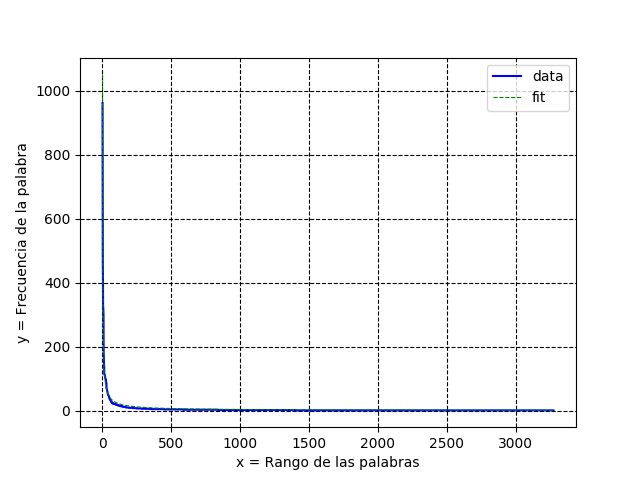 data
fit
1000
800
600
400
200
0
y = Frecuencia de la palabra
0 500 1000 1500 2000 2500 3000
x = Rango de las palabras